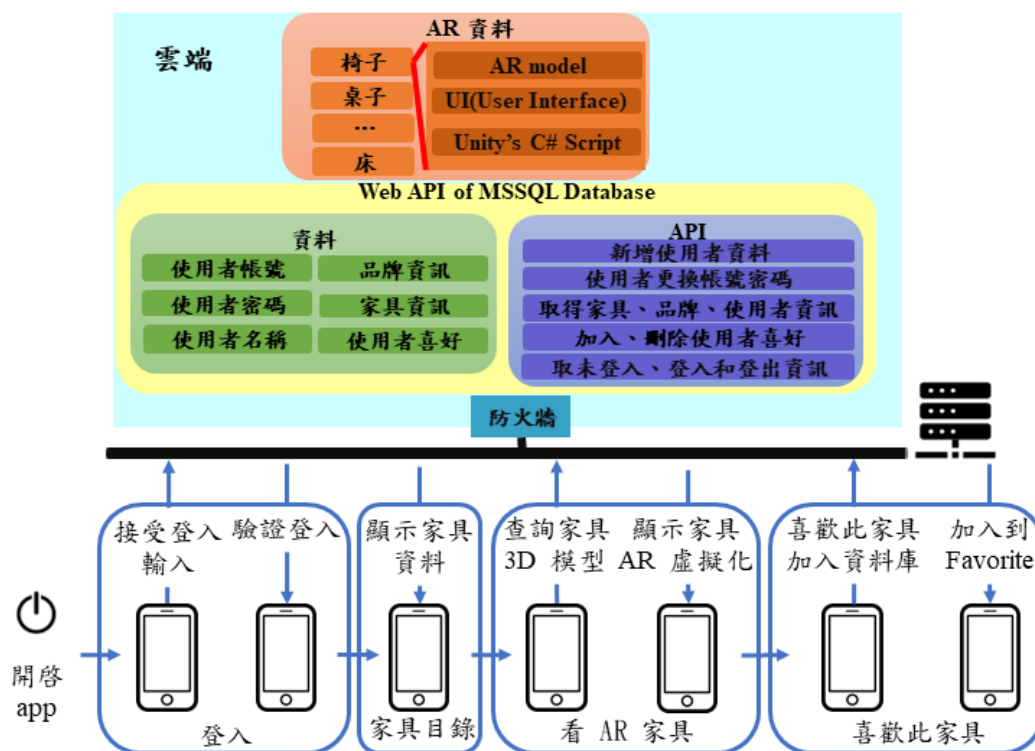 雲端
AR 資料
椅子
桌子
…
床
AR model
UI(User Interface)
Unity's C# Script
Web API of MSSQL Database
資料
使用者帳號
品牌資訊
使用者密碼
家具資訊
使用者名稱
使用者喜好
API
新增使用者資料
使用者更換帳號密碼
取得家具、品牌、使用者資訊
加入、刪除使用者喜好
取未登入、登入和登出資訊
防火牆
接受登入
輸入
驗證登入
顯示家具
資料
查詢家具
3D 模型
顯示家具
AR 虛擬化
喜歡此家具
加入資料庫
加入到
Favorite
開啓
app
登入
家具目錄
看 AR 家具
喜歡此家具